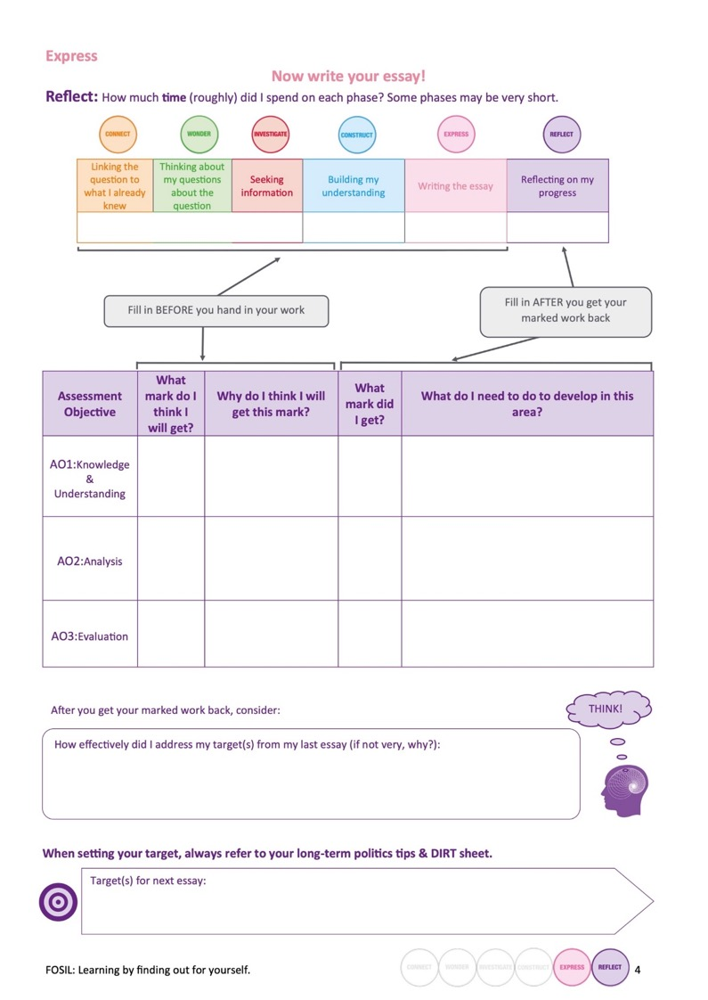 Express
Now write your essay!
Reflect: How much time (roughly) did I spend on each phase? Some phases may be very short.
CONNECT
WONDER
INVESTIGATE
CONSTRUCT
EXPRESS
REFLECT
Linking the
question to
what I already
knew
Thinking about
my questions
about the
question
Seeking
information
Building my
understanding
Writing the essay
Reflecting on my
progress
Fill in BEFORE you hand in your work
Fill in AFTER you get your
marked work back
Assessment
Objective
What
mark do I
think I
will get?
Why do I think I will
get this mark?
What
mark did
I get?
What do I need to do to develop in this
area?
AO1:Knowledge
&
Understanding
AO2:Analysis
AO3:Evaluation
After you get your marked work back, consider:
THINK!
How effectively did I address my target(s) from my last essay (if not very, why?):
When setting your target, always refer to your long-term politics tips & DIRT sheet.
Target(s) for next essay:
FOSIL: Learning by finding out for yourself.
CONNECT
WONDER
INVESTIGATE
CONSTRUCT
EXPRESS
REFLECT
4